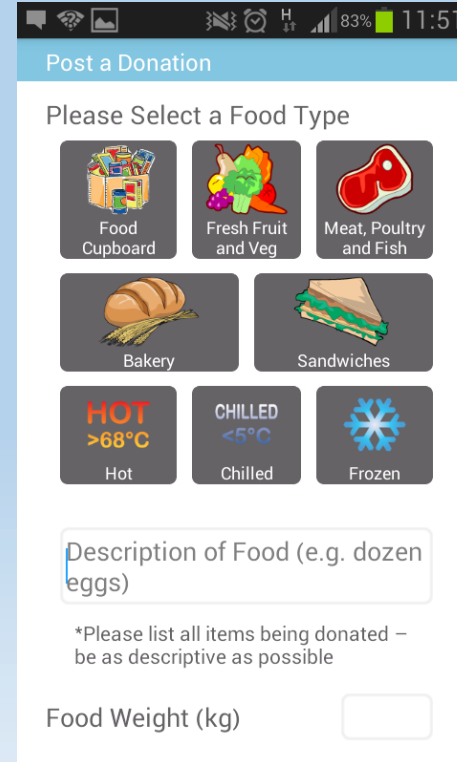 H 83% 11:51
Post a Donation
Please Select a Food Type
Food Cupboard
Fresh Fruit and Veg
Meat, Poultry and Fish
Bakery
Sandwiches
HOT
>68°C
Hot
CHILLED
<5°C
Chilled
Frozen
Description of Food (e.g. dozen
eggs)
*Please list all items being donated –
be as descriptive as possible
Food Weight (kg)